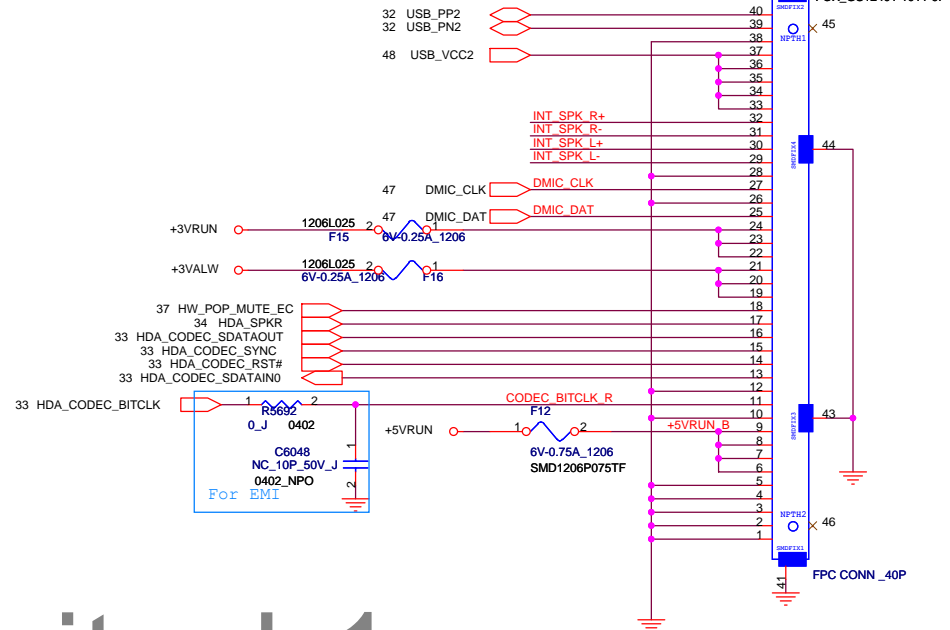 SMDFIX2
32 USB_PP2 40
32 USB_PN2 39 NPTH1 45
38
48 USB_VCC2 37
36
35
34
33
INT_SPK_R+ 32
INT_SPK_R- 31
INT_SPK_L+ 30 SMDFIX4 44
INT_SPK_L- 29
28
47 DMIC_CLK DMIC_CLK 27
26
47 DMIC_DAT DMIC_DAT 25
+3VRUN 1206L025 2 1 24
F15 6V-0.25A_1206 23
22
+3VALW 1206L025 2 1 21
6V-0.25A_1206 F16 20
19
37 HW_POP_MUTE_EC 18
34 HDA_SPKR 17
33 HDA_CODEC_SDATAOUT 16
33 HDA_CODEC_SYNC 15
33 HDA_CODEC_RST# 14
33 HDA_CODEC_SDATAIN0 13
12
33 HDA_CODEC_BITCLK 1 2 CODEC_BITCLK_R 11
R5692 F12 10 SMDFIX3 43
0_J 0402
+5VRUN 1 2 +5VRUN_B 9
8
6V-0.75A_1206 7
SMD1206P075TF 6
1
C6048
NC_10P_50V_J
0402_NPO
2
For EMI
5
4
3
2 NPTH2 46
1
SMDFIX1
41 FPC CONN _40P